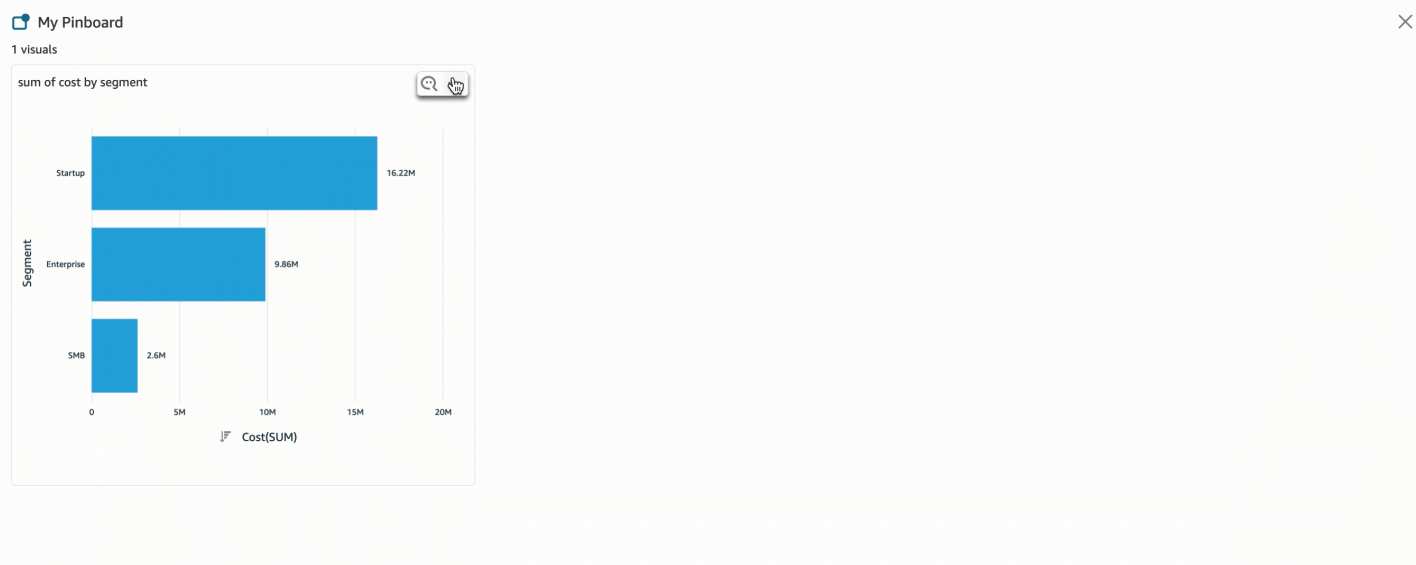 My Pinboard
1 visuals
sum of cost by segment
Startup
16.22M
Segment
Enterprise
9.86M
SMB
2.6M
0 5M 10M 15M 20M
Cost(SUM)